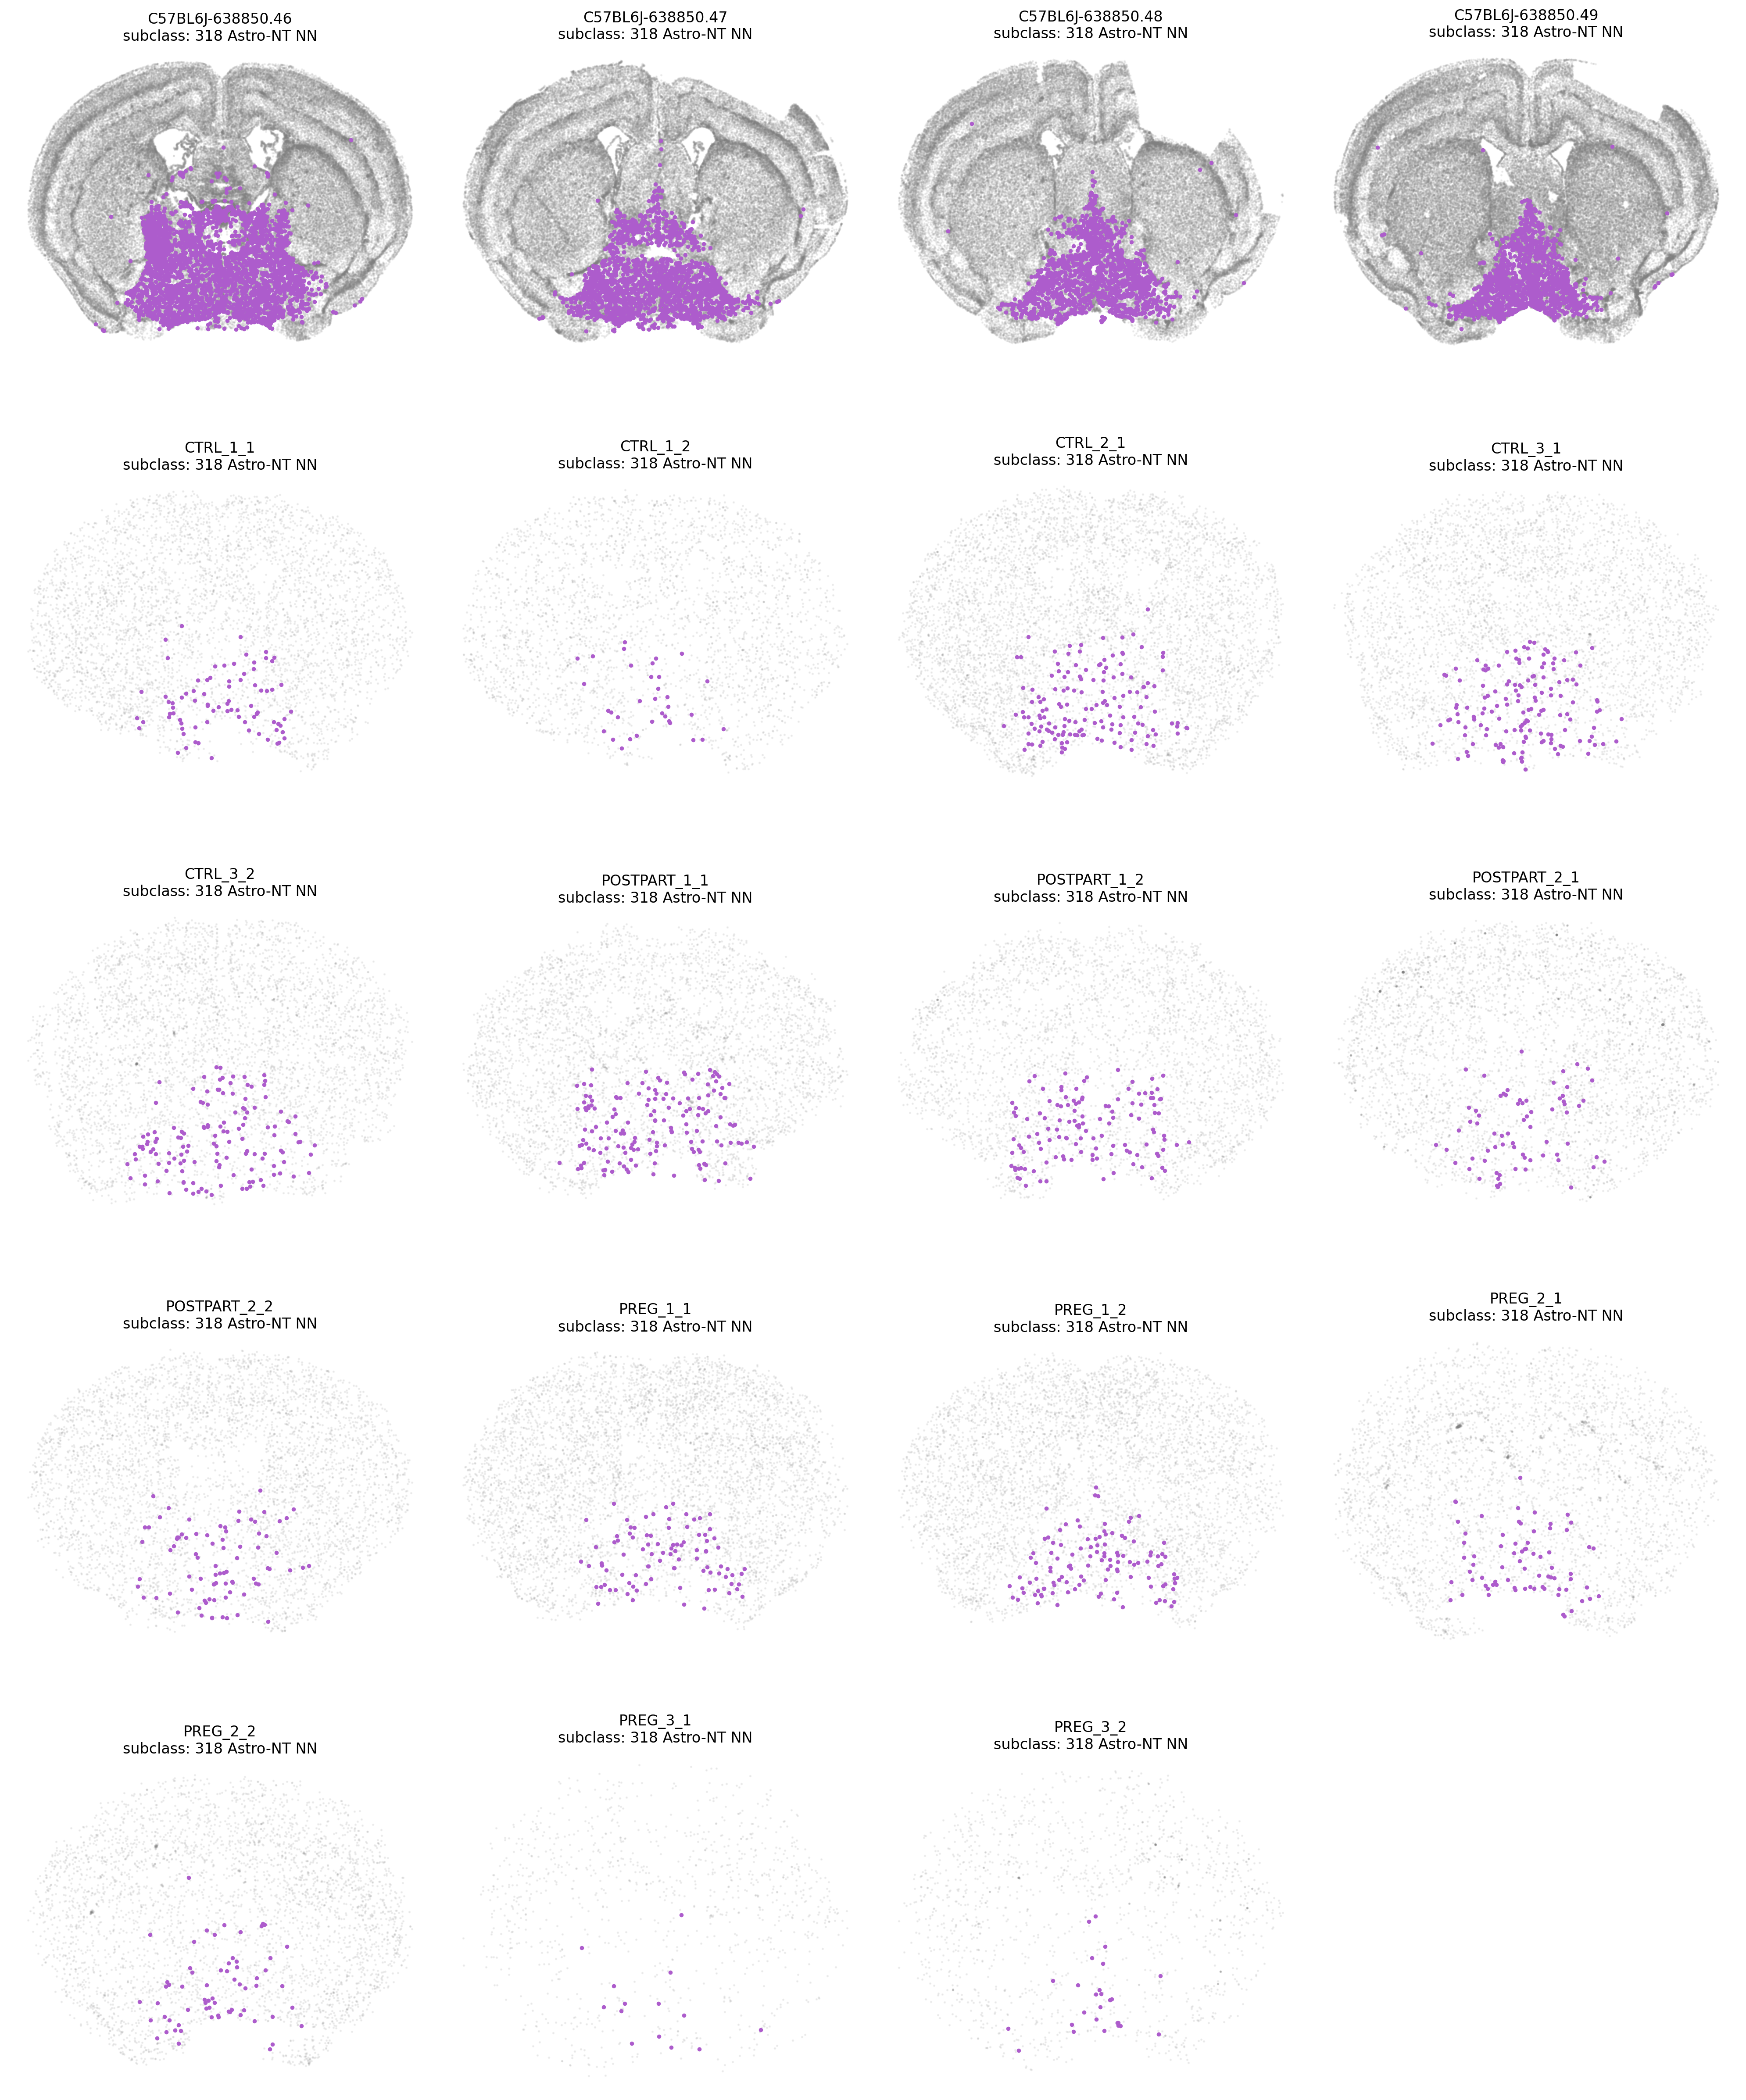 C57BL6J-638850.46
subclass: 318 Astro-NT NN
C57BL6J-638850.47
subclass: 318 Astro-NT NN
C57BL6J-638850.48
subclass: 318 Astro-NT NN
C57BL6J-638850.49
subclass: 318 Astro-NT NN
CTRL_1_1
subclass: 318 Astro-NT NN
CTRL_1_2
subclass: 318 Astro-NT NN
CTRL_2_1
subclass: 318 Astro-NT NN
CTRL_3_1
subclass: 318 Astro-NT NN
CTRL_3_2
subclass: 318 Astro-NT NN
POSTPART_1_1
subclass: 318 Astro-NT NN
POSTPART_1_2
subclass: 318 Astro-NT NN
POSTPART_2_1
subclass: 318 Astro-NT NN
POSTPART_2_2
subclass: 318 Astro-NT NN
PREG_1_1
subclass: 318 Astro-NT NN
PREG_1_2
subclass: 318 Astro-NT NN
PREG_2_1
subclass: 318 Astro-NT NN
PREG_2_2
subclass: 318 Astro-NT NN
PREG_3_1
subclass: 318 Astro-NT NN
PREG_3_2
subclass: 318 Astro-NT NN